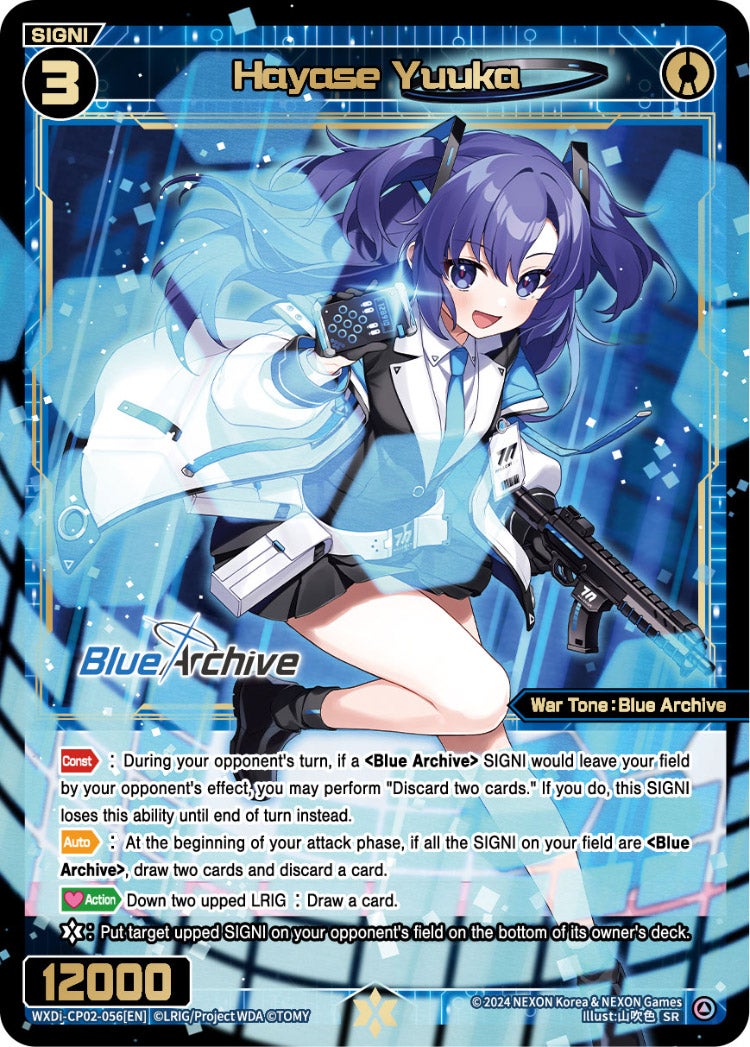 SIGNI
3
Hayase Yuuka
Blue Archive
War Tone:Blue Archive
Const : During your opponent's turn, if a <Blue Archive> SIGNI would leave your field
by your opponent's effect, you may perform "Discard two cards." If you do, this SIGNI
loses this ability until end of turn instead.
Auto : At the beginning of your attack phase, if all the SIGNI on your field are <Blue
Archive>, draw two cards and discard a card.
Action Down two upped LRIG : Draw a card.
: Put target upped SIGNI on your opponent's field on the bottom of its owner's deck.
12000
© 2024 NEXON Korea & NEXON Games
WXDi-CP02-056[EN] ©LRIG/Project WDA ©TOMY
Illust:山吹色 SR